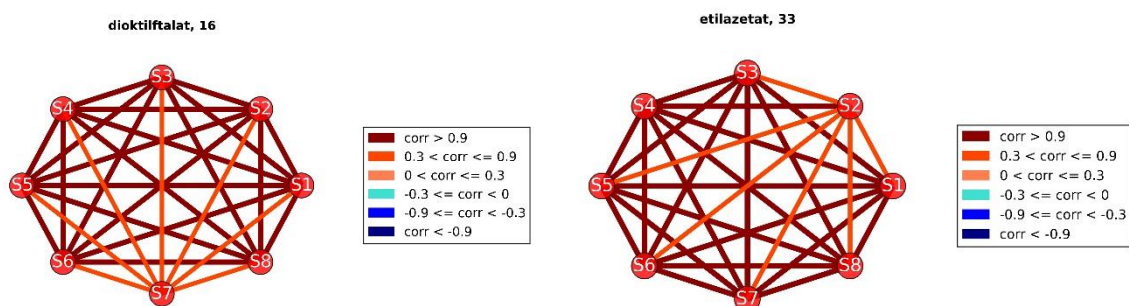 dioktilftalat, 16
S3
S4
S2
S5
S1
S6
S8
S7
corr > 0.9
0.3 < corr <= 0.9
0 < corr <= 0.3
-0.3 <= corr < 0
-0.9 <= corr < -0.3
corr < -0.9
etilazetat, 33
S3
S4
S2
S5
S1
S6
S8
S7
corr > 0.9
0.3 < corr <= 0.9
0 < corr <= 0.3
-0.3 <= corr < 0
-0.9 <= corr < -0.3
corr < -0.9